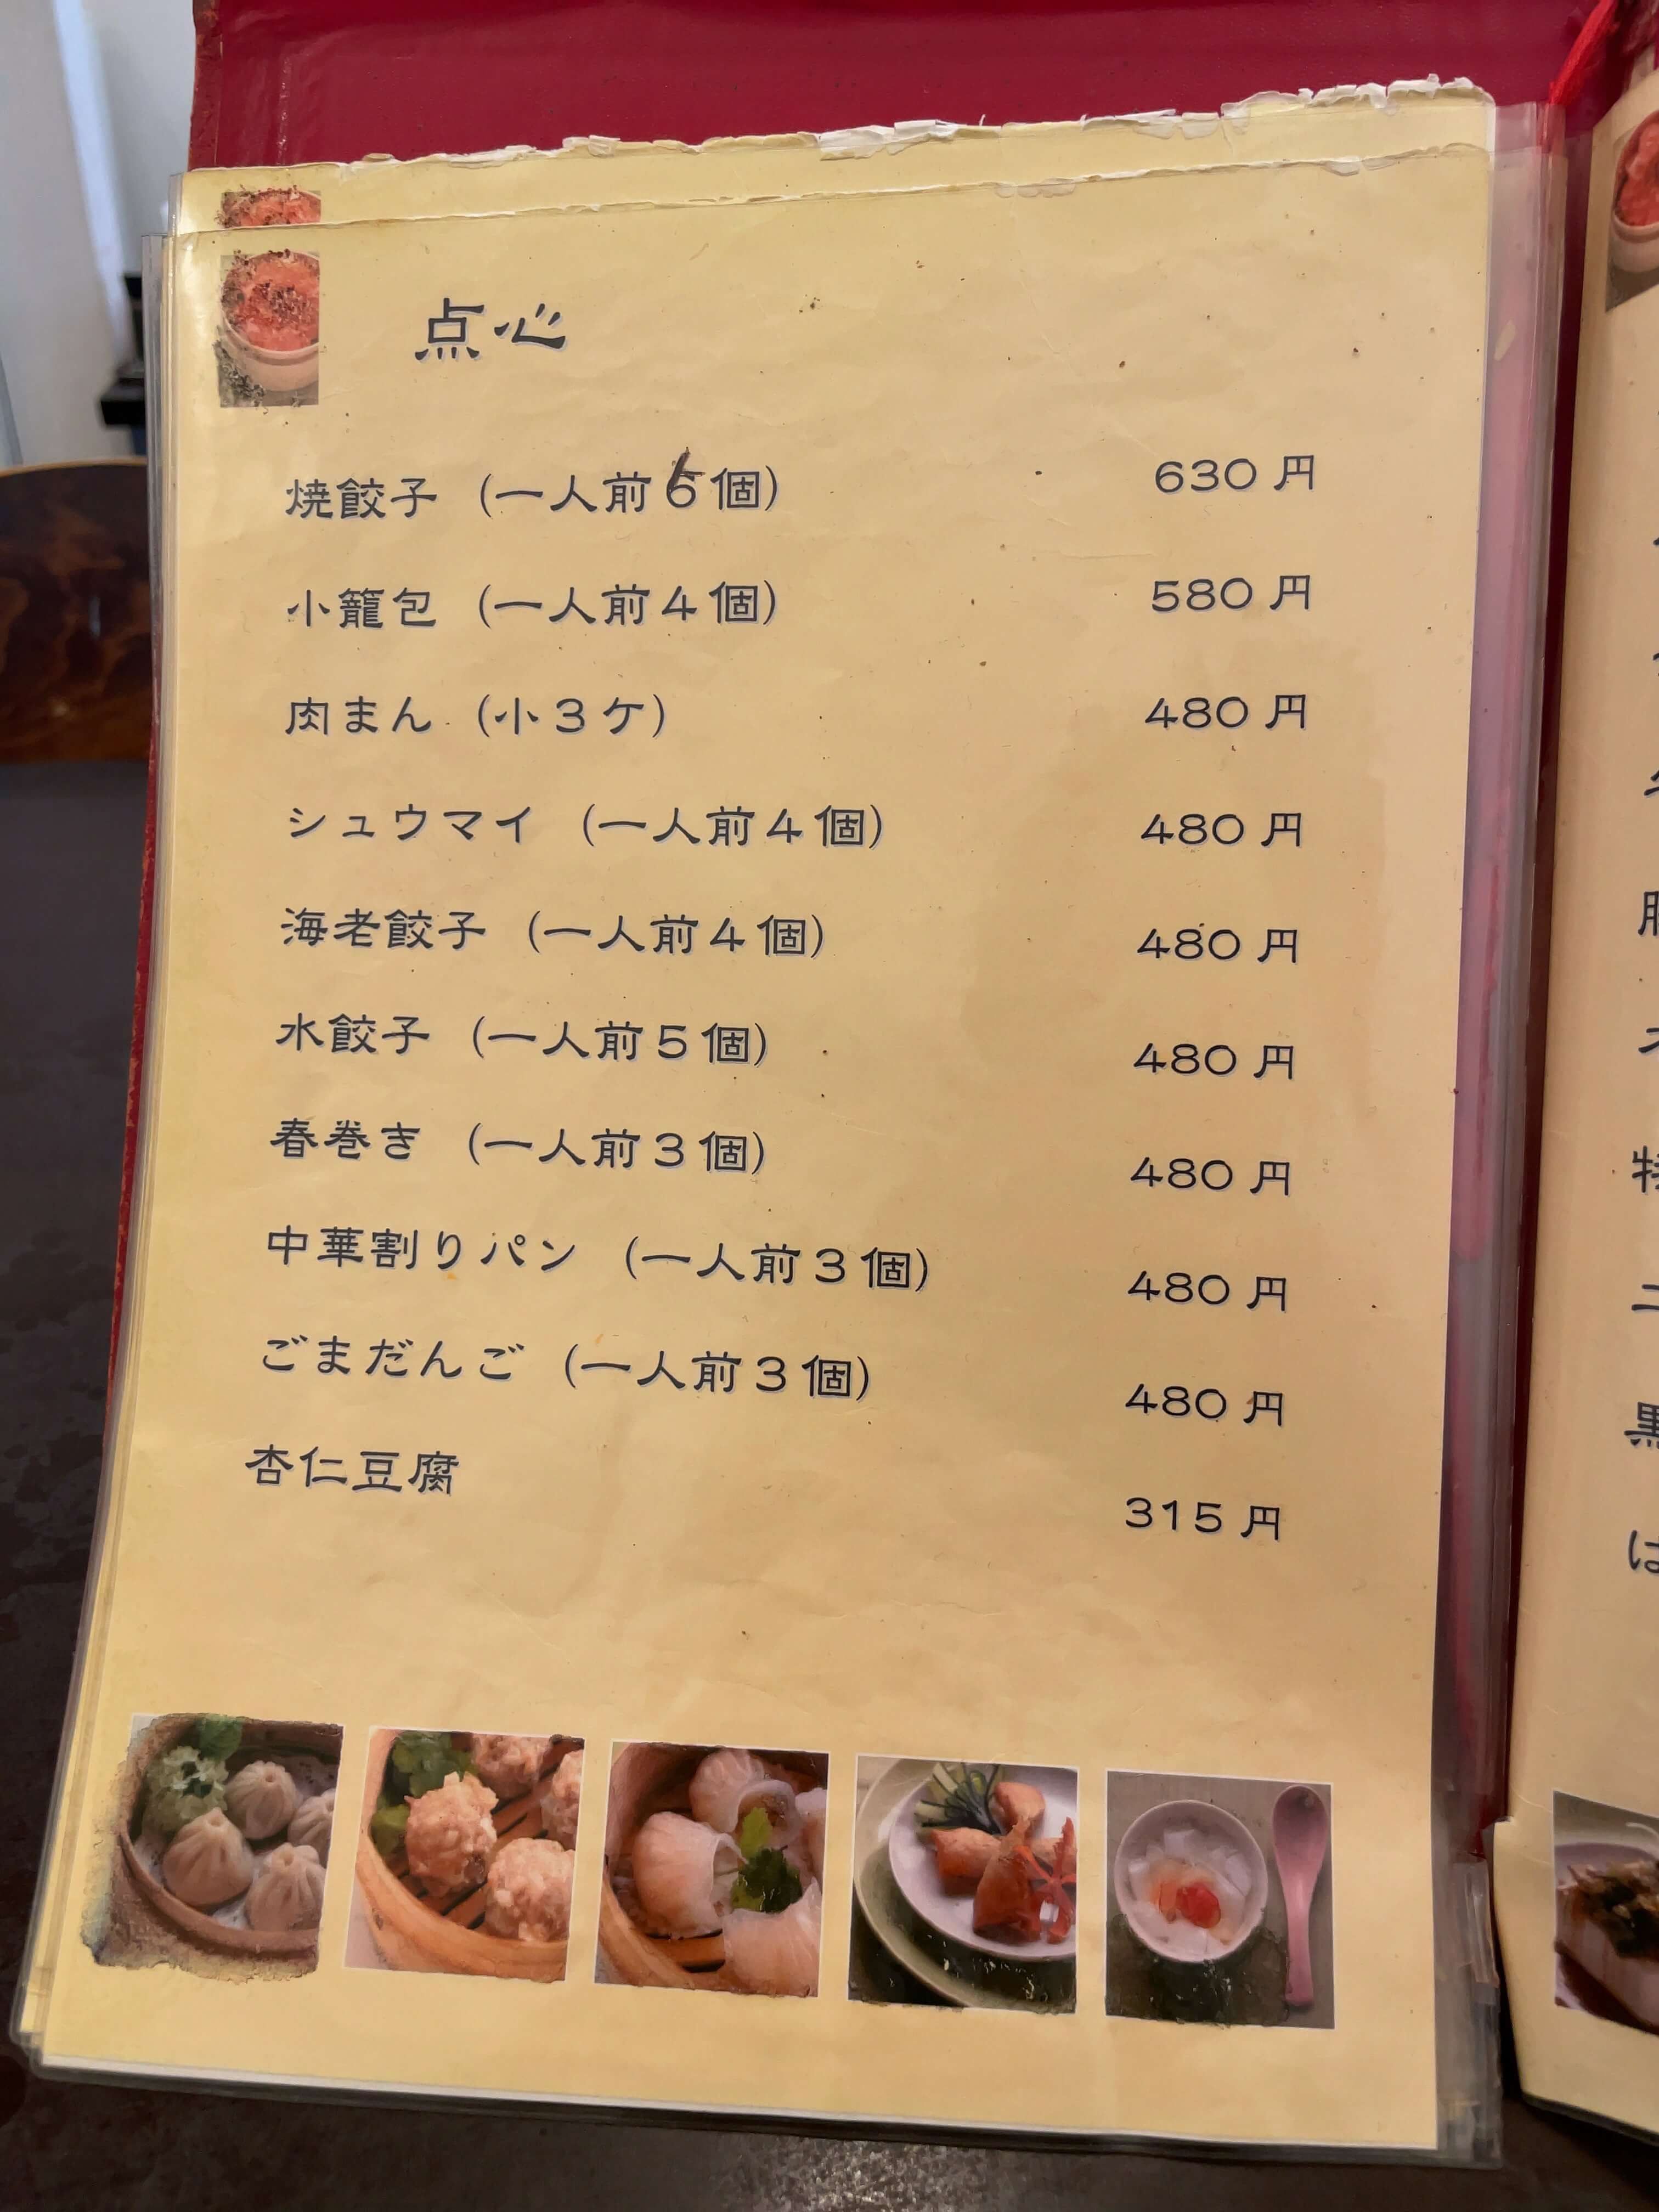 点心
焼餃子 (一人前6個) 630円
小籠包 (一人前4個) 580円
肉まん (小3ケ) 480円
シュウマイ (一人前4個) 480円
海老餃子 (一人前4個) 480円
水餃子 (一人前5個) 480円
春巻き (一人前3個) 480円
中華割りパン (一人前3個) 480円
ごまだんご (一人前3個) 480円
杏仁豆腐 315円
特
黒
は